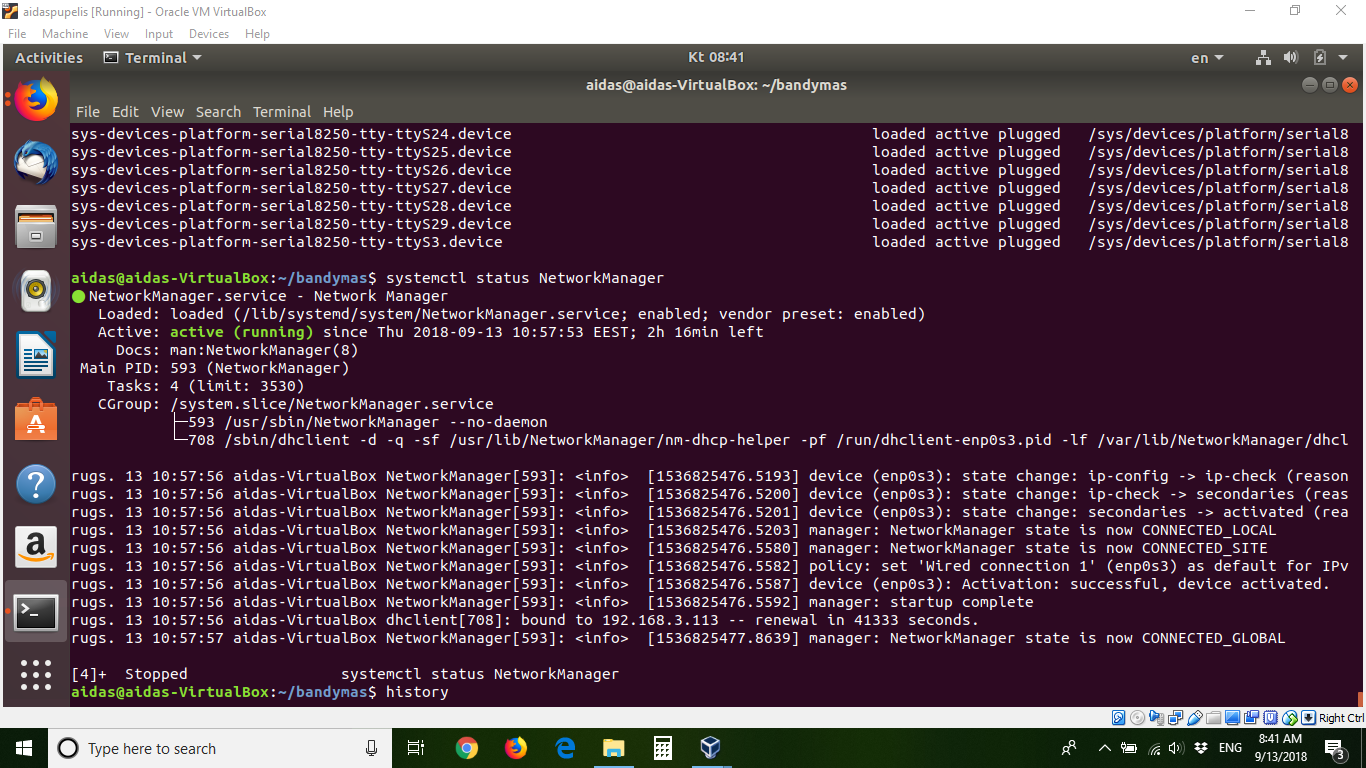 aidaspupelis [Running] - Oracle VM VirtualBox
File Machine View Input Devices Help
Activities Terminal Kt 08:41 en
aidas@aidas-VirtualBox: ~/bandymas
File Edit View Search Terminal Help
sys-devices-platform-serial8250-tty-ttyS24.device loaded active plugged /sys/devices/platform/serial8
sys-devices-platform-serial8250-tty-ttyS25.device loaded active plugged /sys/devices/platform/serial8
sys-devices-platform-serial8250-tty-ttyS26.device loaded active plugged /sys/devices/platform/serial8
sys-devices-platform-serial8250-tty-ttyS27.device loaded active plugged /sys/devices/platform/serial8
sys-devices-platform-serial8250-tty-ttyS28.device loaded active plugged /sys/devices/platform/serial8
sys-devices-platform-serial8250-tty-ttyS29.device loaded active plugged /sys/devices/platform/serial8
sys-devices-platform-serial8250-tty-ttyS3.device loaded active plugged /sys/devices/platform/serial8
aidas@aidas-VirtualBox:~/bandymas$ systemctl status NetworkManager
● NetworkManager.service - Network Manager
Loaded: loaded (/lib/systemd/system/NetworkManager.service; enabled; vendor preset: enabled)
Active: active (running) since Thu 2018-09-13 10:57:53 EEST; 2h 16min left
Docs: man:NetworkManager(8)
Main PID: 593 (NetworkManager)
Tasks: 4 (limit: 3530)
CGroup: /system.slice/NetworkManager.service
├─593 /usr/sbin/NetworkManager --no-daemon
└─708 /sbin/dhclient -d -q -sf /usr/lib/NetworkManager/nm-dhcp-helper -pf /run/dhclient-enp0s3.pid -lf /var/lib/NetworkManager/dhcl
rugs. 13 10:57:56 aidas-VirtualBox NetworkManager[593]: <info> [1536825476.5193] device (enp0s3): state change: ip-config -> ip-check (reason
rugs. 13 10:57:56 aidas-VirtualBox NetworkManager[593]: <info> [1536825476.5200] device (enp0s3): state change: ip-check -> secondaries (reas
rugs. 13 10:57:56 aidas-VirtualBox NetworkManager[593]: <info> [1536825476.5201] device (enp0s3): state change: secondaries -> activated (rea
rugs. 13 10:57:56 aidas-VirtualBox NetworkManager[593]: <info> [1536825476.5203] manager: NetworkManager state is now CONNECTED_LOCAL
rugs. 13 10:57:56 aidas-VirtualBox NetworkManager[593]: <info> [1536825476.5580] manager: NetworkManager state is now CONNECTED_SITE
rugs. 13 10:57:56 aidas-VirtualBox NetworkManager[593]: <info> [1536825476.5582] policy: set 'Wired connection 1' (enp0s3) as default for IPv
rugs. 13 10:57:56 aidas-VirtualBox NetworkManager[593]: <info> [1536825476.5587] device (enp0s3): Activation: successful, device activated.
rugs. 13 10:57:56 aidas-VirtualBox NetworkManager[593]: <info> [1536825476.5592] manager: startup complete
rugs. 13 10:57:56 aidas-VirtualBox dhclient[708]: bound to 192.168.3.113 -- renewal in 41333 seconds.
rugs. 13 10:57:57 aidas-VirtualBox NetworkManager[593]: <info> [1536825477.8639] manager: NetworkManager state is now CONNECTED_GLOBAL
[4]+ Stopped systemctl status NetworkManager
aidas@aidas-VirtualBox:~/bandymas$ history
Right Ctrl
Type here to search
ENG
8:41 AM
9/13/2018
3